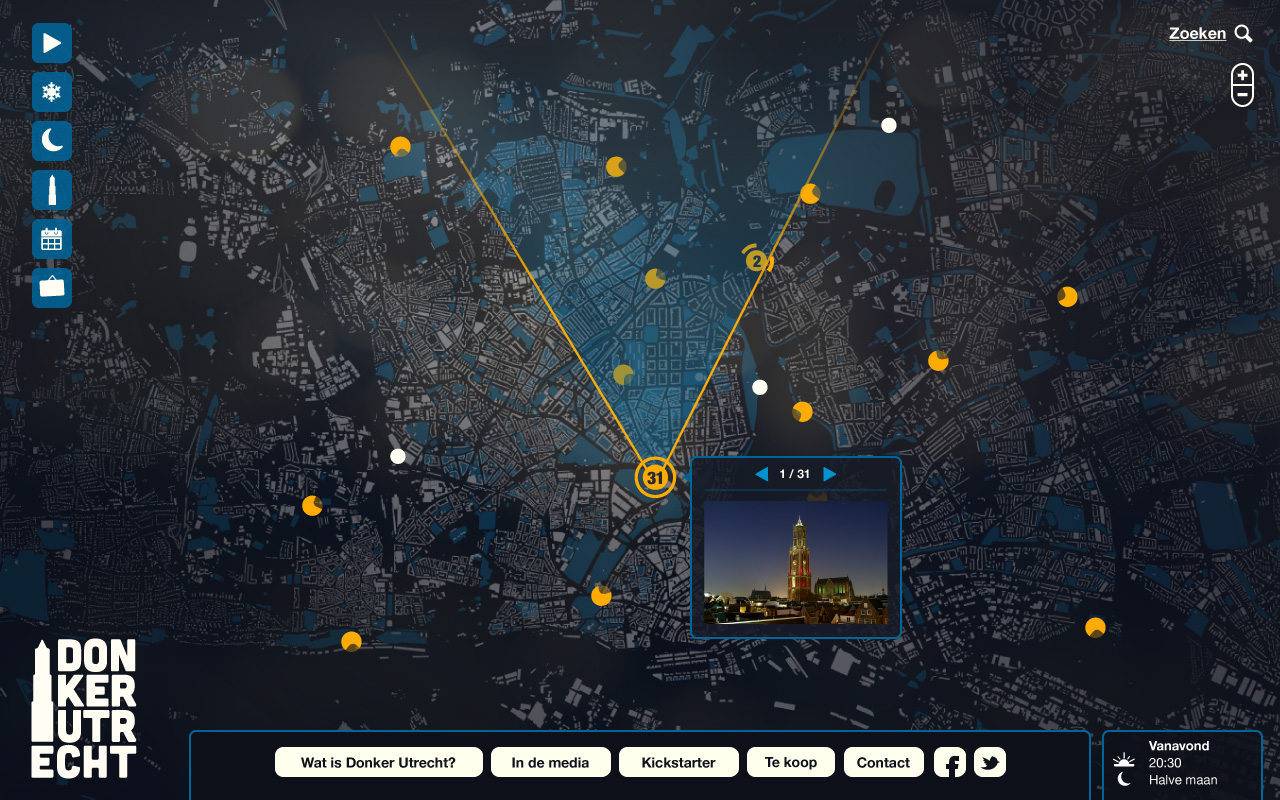 Zoeken
+
−
2
31
1 / 31
DON
KER
UTR
ECHT
Wat is Donker Utrecht?
In de media
Kickstarter
Te koop
Contact
Vanavond
20:30
Halve maan